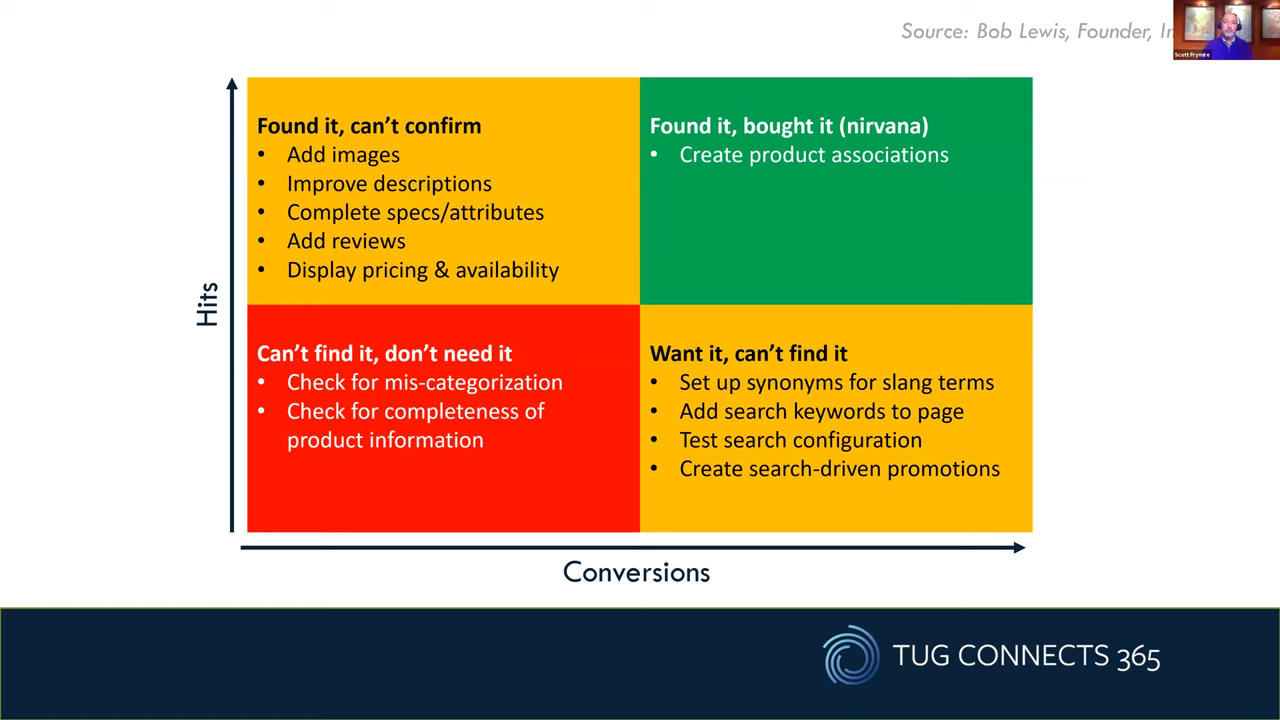 Source: Bob Lewis, Founder,
Scott Frymire
Found it, can't confirm
• Add images
• Improve descriptions
• Complete specs/attributes
• Add reviews
• Display pricing & availability
Found it, bought it (nirvana)
• Create product associations
Hits
Can't find it, don't need it
• Check for mis-categorization
• Check for completeness of
product information
Want it, can't find it
• Set up synonyms for slang terms
• Add search keywords to page
• Test search configuration
• Create search-driven promotions
Conversions
TUG CONNECTS 365